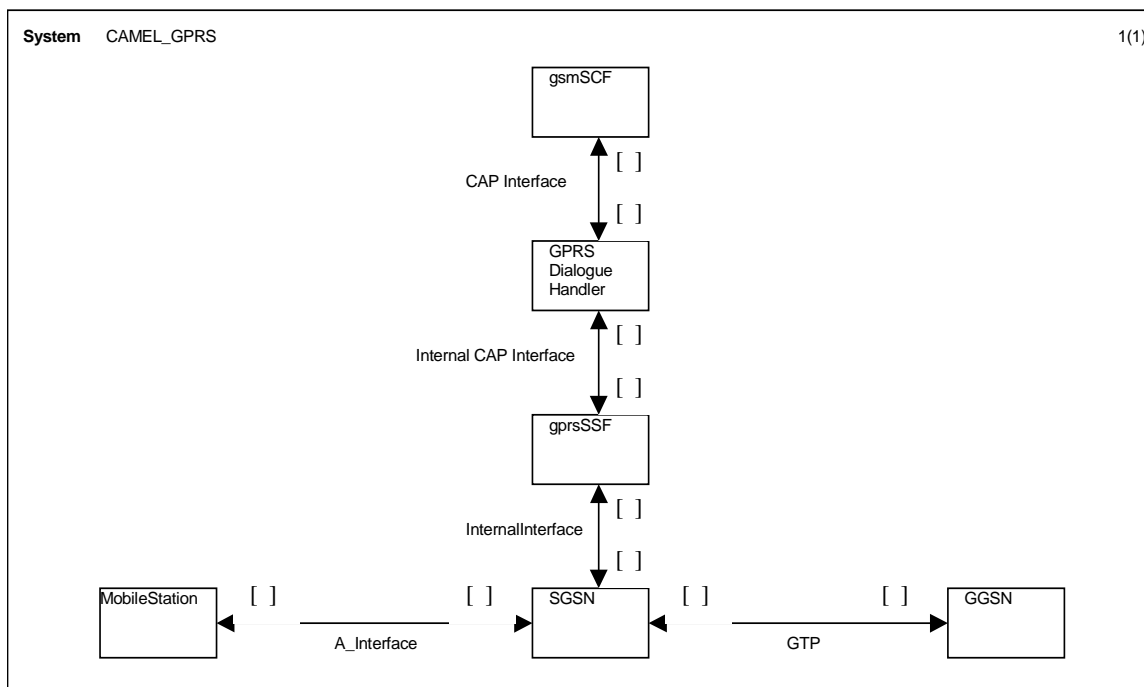 System CAMEL_GPRS 1(1)
gsmSCF
[ ]
CAP Interface
[ ]
GPRS
Dialogue
Handler
[ ]
Internal CAP Interface
[ ]
gprsSSF
[ ]
InternalInterface
[ ]
MobileStation [ ] [ ] SGSN [ ] [ ] GGSN
A_Interface GTP